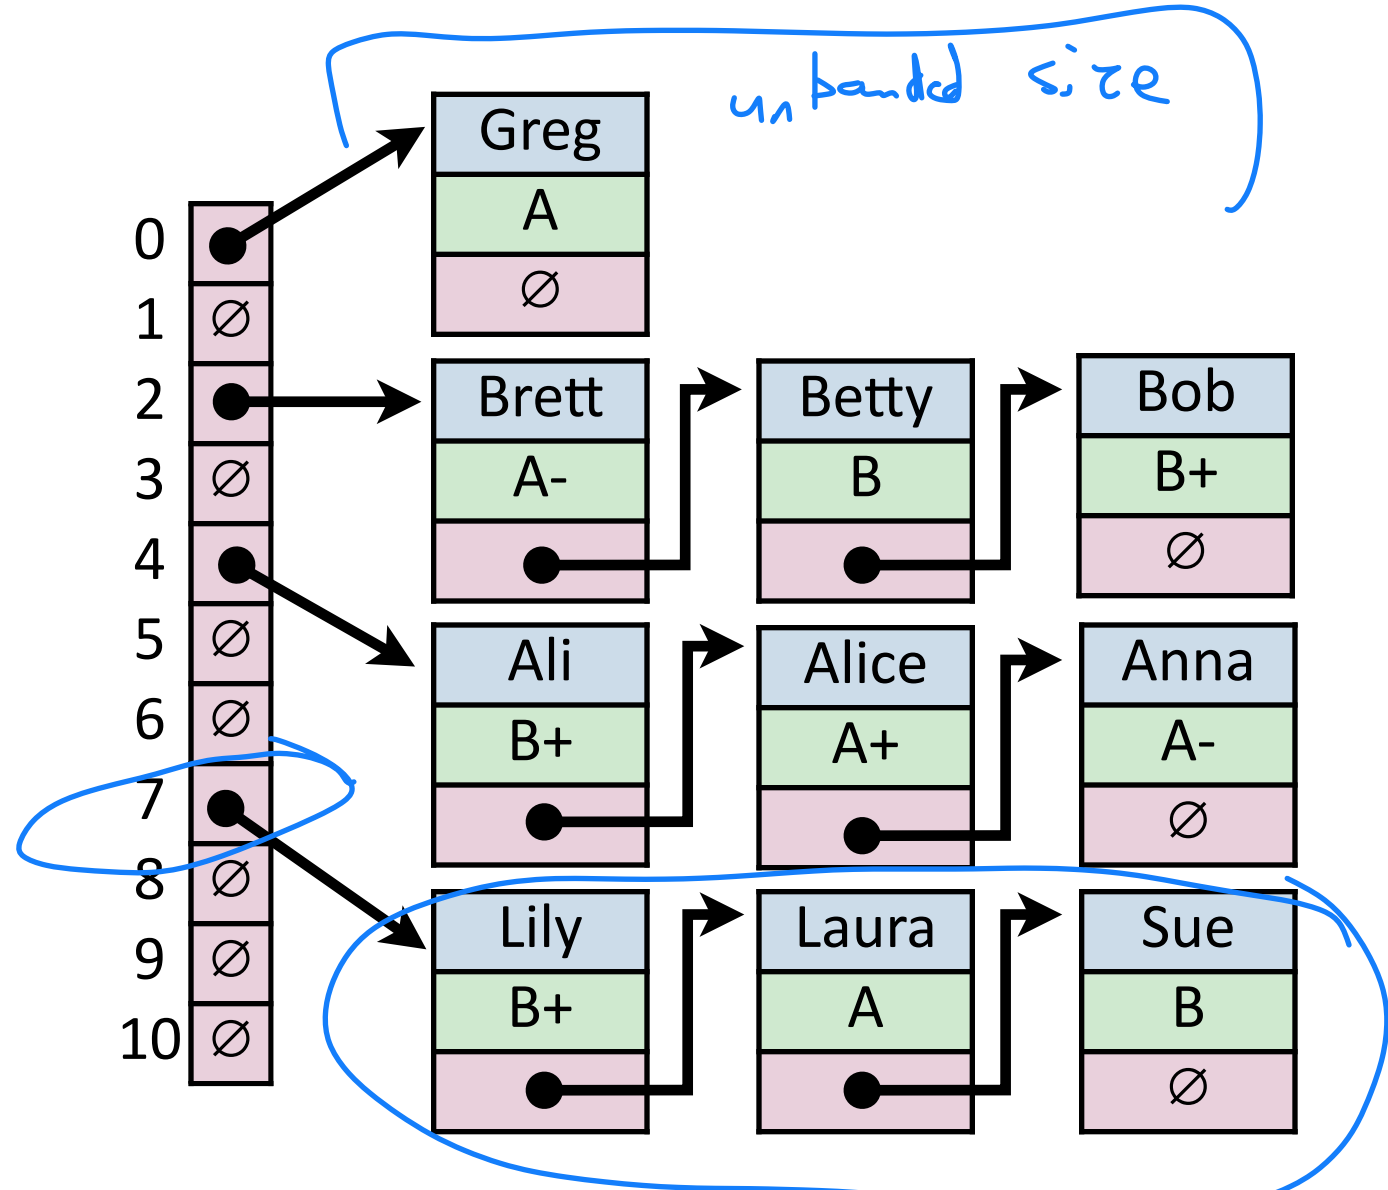 unbounded size
Greg
A
0
∅
1 ∅
2 Brett Betty Bob
A- B B+
3 ∅
∅
4
5 ∅ Ali Alice Anna
6 ∅ B+ A+ A-
∅
7
8 ∅
9 ∅ Lily Laura Sue
10 ∅ B+ A B
∅